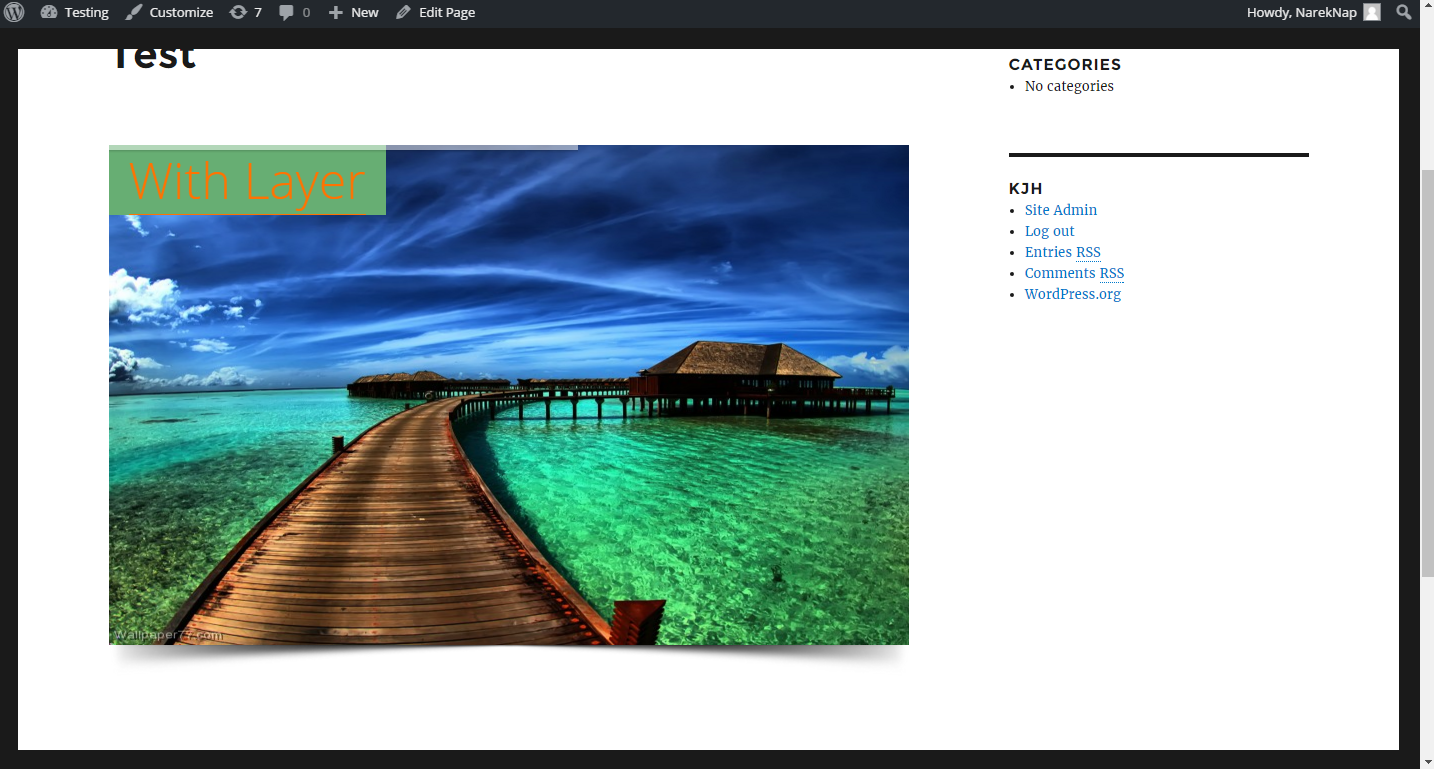 Testing Customize 7 0 New Edit Page Howdy, NarekNap
Test
With Layer
Wallpaper77.com
CATEGORIES
No categories
KJH
Site Admin
Log out
Entries RSS
Comments RSS
WordPress.org